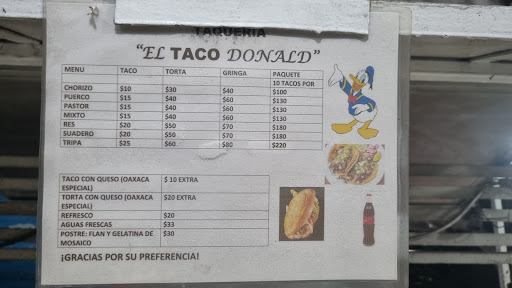 TAQUERIA
"EL TACO DONALD"
MENU TACO TORTA GRINGA PAQUETE
10 TACOS POR
CHORIZO $10 $30 $40 $100
PUERCO $15 $40 $60 $130
PASTOR $15 $40 $60 $130
MIXTO $15 $40 $60 $130
RES $20 $50 $70 $180
SUADERO $20 $50 $70 $180
TRIPA $25 $60 $80 $220
TACO CON QUESO (OAXACA $ 10 EXTRA
ESPECIAL)
TORTA CON QUESO (OAXACA $20 EXTRA
ESPECIAL)
REFRESCO $20
AGUAS FRESCAS $33
POSTRE: FLAN Y GELATINA DE $30
MOSAICO
¡GRACIAS POR SU PREFERENCIA!